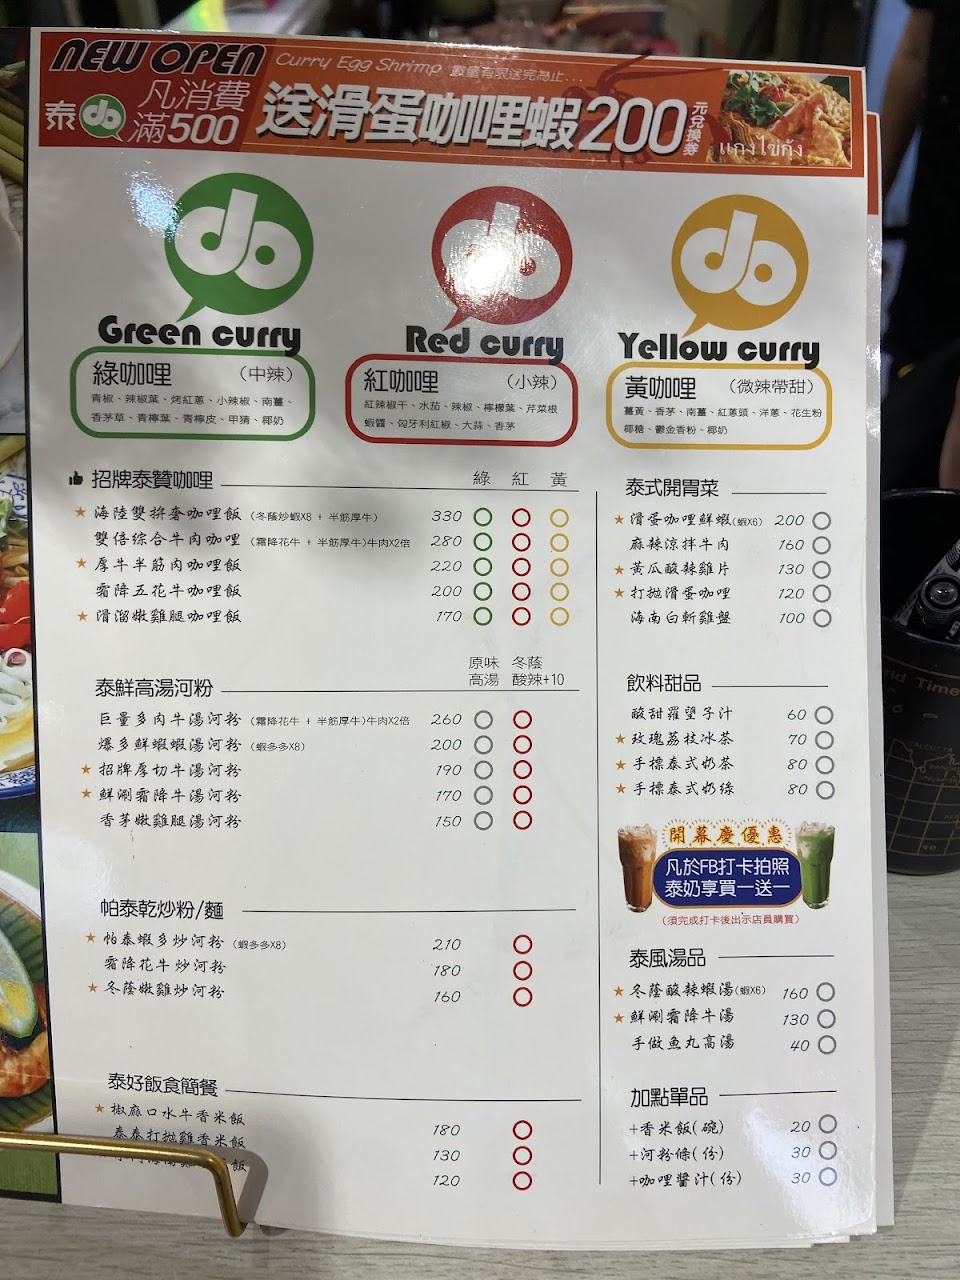 NEW OPEN
Curry Egg Shrimp 數量有限送完為止...
泰do
凡消費
滿500
送滑蛋咖哩蝦200元兌換券
แกงไข่กุ้ง
do
Green curry
綠咖哩 (中辣)
青椒、辣椒葉、烤紅蔥、小辣椒、南薑、
香茅草、青檸葉、青檸皮、甲猜、椰奶
do
Red curry
紅咖哩 (小辣)
紅辣椒干、水茄、辣椒、檸檬葉、芹菜根
蝦醬、匈牙利紅椒、大蒜、香茅
do
Yellow curry
黃咖哩 (微辣帶甜)
薑黃、香茅、南薑、紅蔥頭、洋蔥、花生粉
椰糖、鬱金香粉、椰奶
招牌泰贊咖哩 綠 紅 黃
★ 海陸雙拚奢咖哩飯 (冬蔭炒蝦X8 + 半筋厚牛) 330
雙倍綜合牛肉咖哩 (霜降花牛 + 半筋厚牛)牛肉X2倍 280
★ 厚牛半筋肉咖哩飯 220
霜降五花牛咖哩飯 200
★ 滑溜嫩雞腿咖哩飯 170
泰鮮高湯河粉 原味高湯 冬蔭酸辣+10
巨量多肉牛湯河粉 (霜降花牛 + 半筋厚牛)牛肉X2倍 260
爆多鮮蝦蝦湯河粉 (蝦多多X8) 200
★ 招牌厚切牛湯河粉 190
★ 鮮涮霜降牛湯河粉 170
香茅嫩雞腿湯河粉 150
帕泰乾炒粉/麵
★ 帕泰蝦多炒河粉 (蝦多多X8) 210
霜降花牛炒河粉 180
★ 冬蔭嫩雞炒河粉 160
泰好飯食簡餐
★ 椒麻口水牛香米飯 180
泰泰打拋雞香米飯 130
飯 120
泰式開胃菜
★ 滑蛋咖哩鮮蝦(蝦X6) 200
麻辣涼拌牛肉 160
★ 黃瓜酸辣雞片 130
★ 打拋滑蛋咖哩 120
海南白斬雞盤 100
飲料甜品
酸甜羅望子汁 60
★ 玫瑰荔枝冰茶 70
★ 手標泰式奶茶 80
★ 手標泰式奶綠 80
開幕慶優惠
凡於FB打卡拍照
泰奶享買一送一
(須完成打卡後出示店員購買)
泰風湯品
★ 冬蔭酸辣蝦湯(蝦X6) 160
★ 鮮涮霜降牛湯 130
手做魚丸高湯 40
加點單品
+香米飯(碗) 20
+河粉條(份) 30
+咖哩醬汁(份) 30